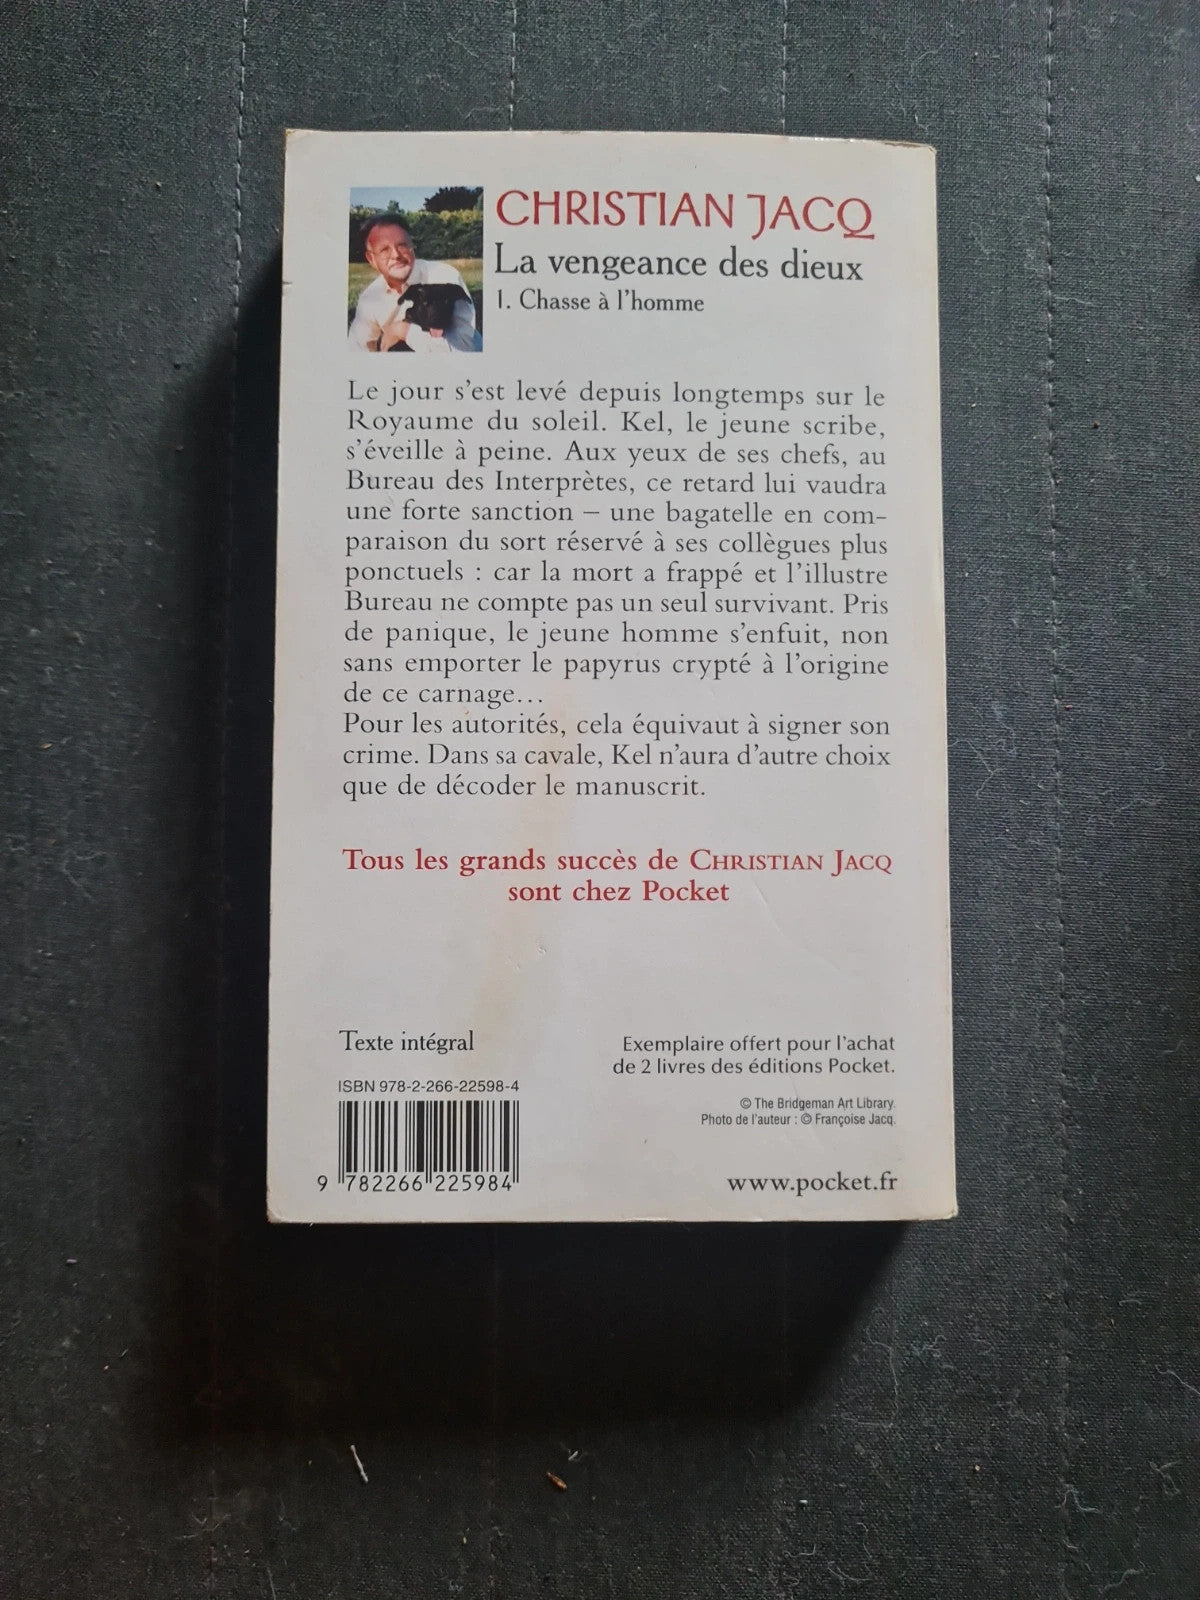 CHRISTIAN JACQ
La vengeance des dieux
1. Chasse à l'homme
Le jour s'est levé depuis longtemps sur le
Royaume du soleil. Kel, le jeune scribe,
s'éveille à peine. Aux yeux de ses chefs, au
Bureau des Interprètes, ce retard lui vaudra
une forte sanction – une bagatelle en com-
paraison du sort réservé à ses collègues plus
ponctuels : car la mort a frappé et l'illustre
Bureau ne compte pas un seul survivant. Pris
de panique, le jeune homme s'enfuit, non
sans emporter le papyrus crypté à l'origine
de ce carnage...
Pour les autorités, cela équivaut à signer son
crime. Dans sa cavale, Kel n'aura d'autre choix
que de décoder le manuscrit.
Tous les grands succès de CHRISTIAN JACQ
sont chez Pocket
Texte intégral
ISBN 978-2-266-22598-4
9 782266 225984
Exemplaire offert pour l'achat
de 2 livres des éditions Pocket.
© The Bridgeman Art Library.
Photo de l'auteur : © Françoise Jacq.
www.pocket.fr